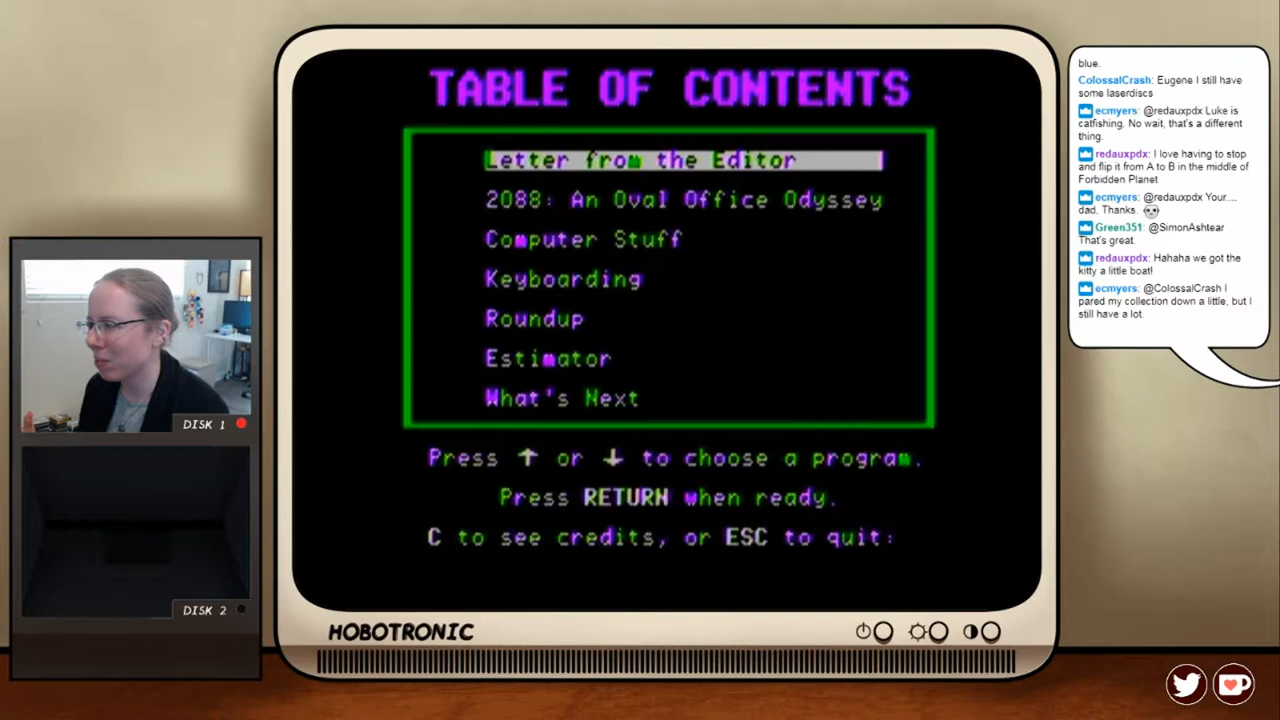 TABLE OF CONTENTS
Letter from the Editor
2088: An Oval Office Odyssey
Computer Stuff
Keyboarding
Roundup
Estimator
What's Next
Press ↑ or ↓ to choose a program.
Press RETURN when ready.
C to see credits, or ESC to quit:
HOBOTRONIC
DISK 1
DISK 2
blue.
ColossalCrash: Eugene I still have
some laserdiscs
ecmyers: @redauxpdx Luke is
catfishing. No wait, that's a different
thing.
redauxpdx: I love having to stop
and flip it from A to B in the middle of
Forbidden Planet
ecmyers: @redauxpdx Your....
dad. Thanks.
Green351: @SimonAshtear
That's great.
redauxpdx: Hahaha we got the
kitty a little boat!
ecmyers: @ColossalCrash I
pared my collection down a little, but I
still have a lot.